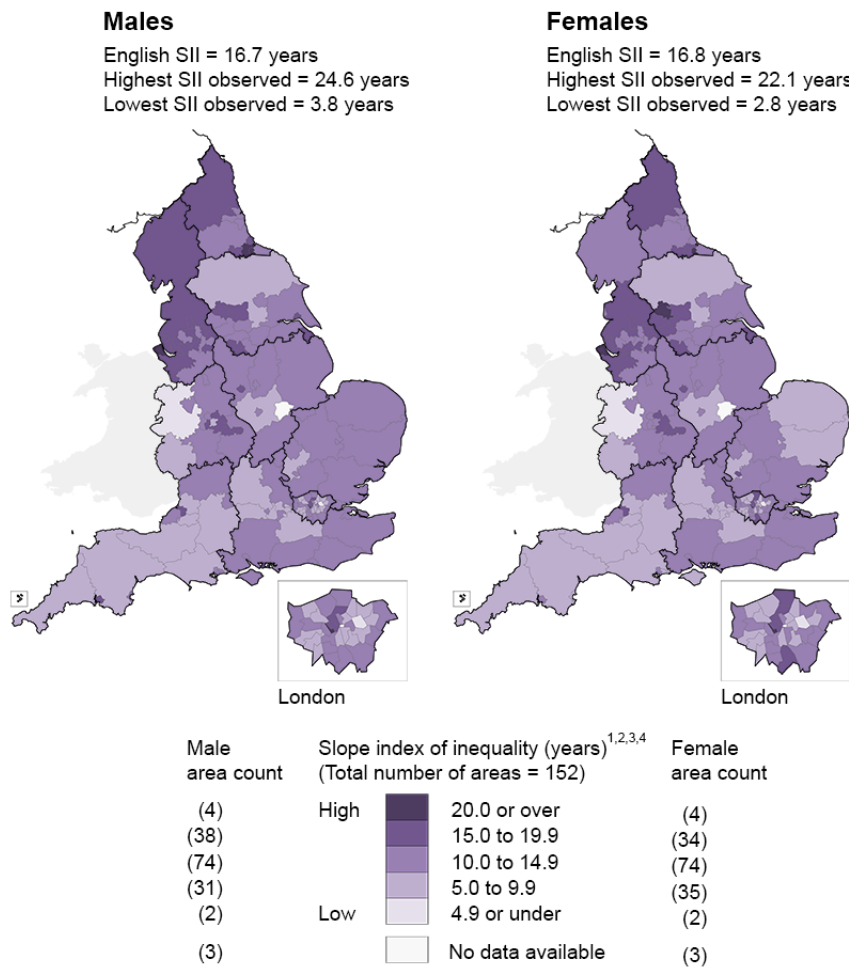 Males
English SII = 16.7 years
Highest SII observed = 24.6 years
Lowest SII observed = 3.8 years
Females
English SII = 16.8 years
Highest SII observed = 22.1 years
Lowest SII observed = 2.8 years
London
London
Male
area count
Slope index of inequality (years)1,2,3,4
(Total number of areas = 152)
Female
area count
(4) High 20.0 or over (4)
(38) 15.0 to 19.9 (34)
(74) 10.0 to 14.9 (74)
(31) 5.0 to 9.9 (35)
(2) Low 4.9 or under (2)
(3) No data available (3)